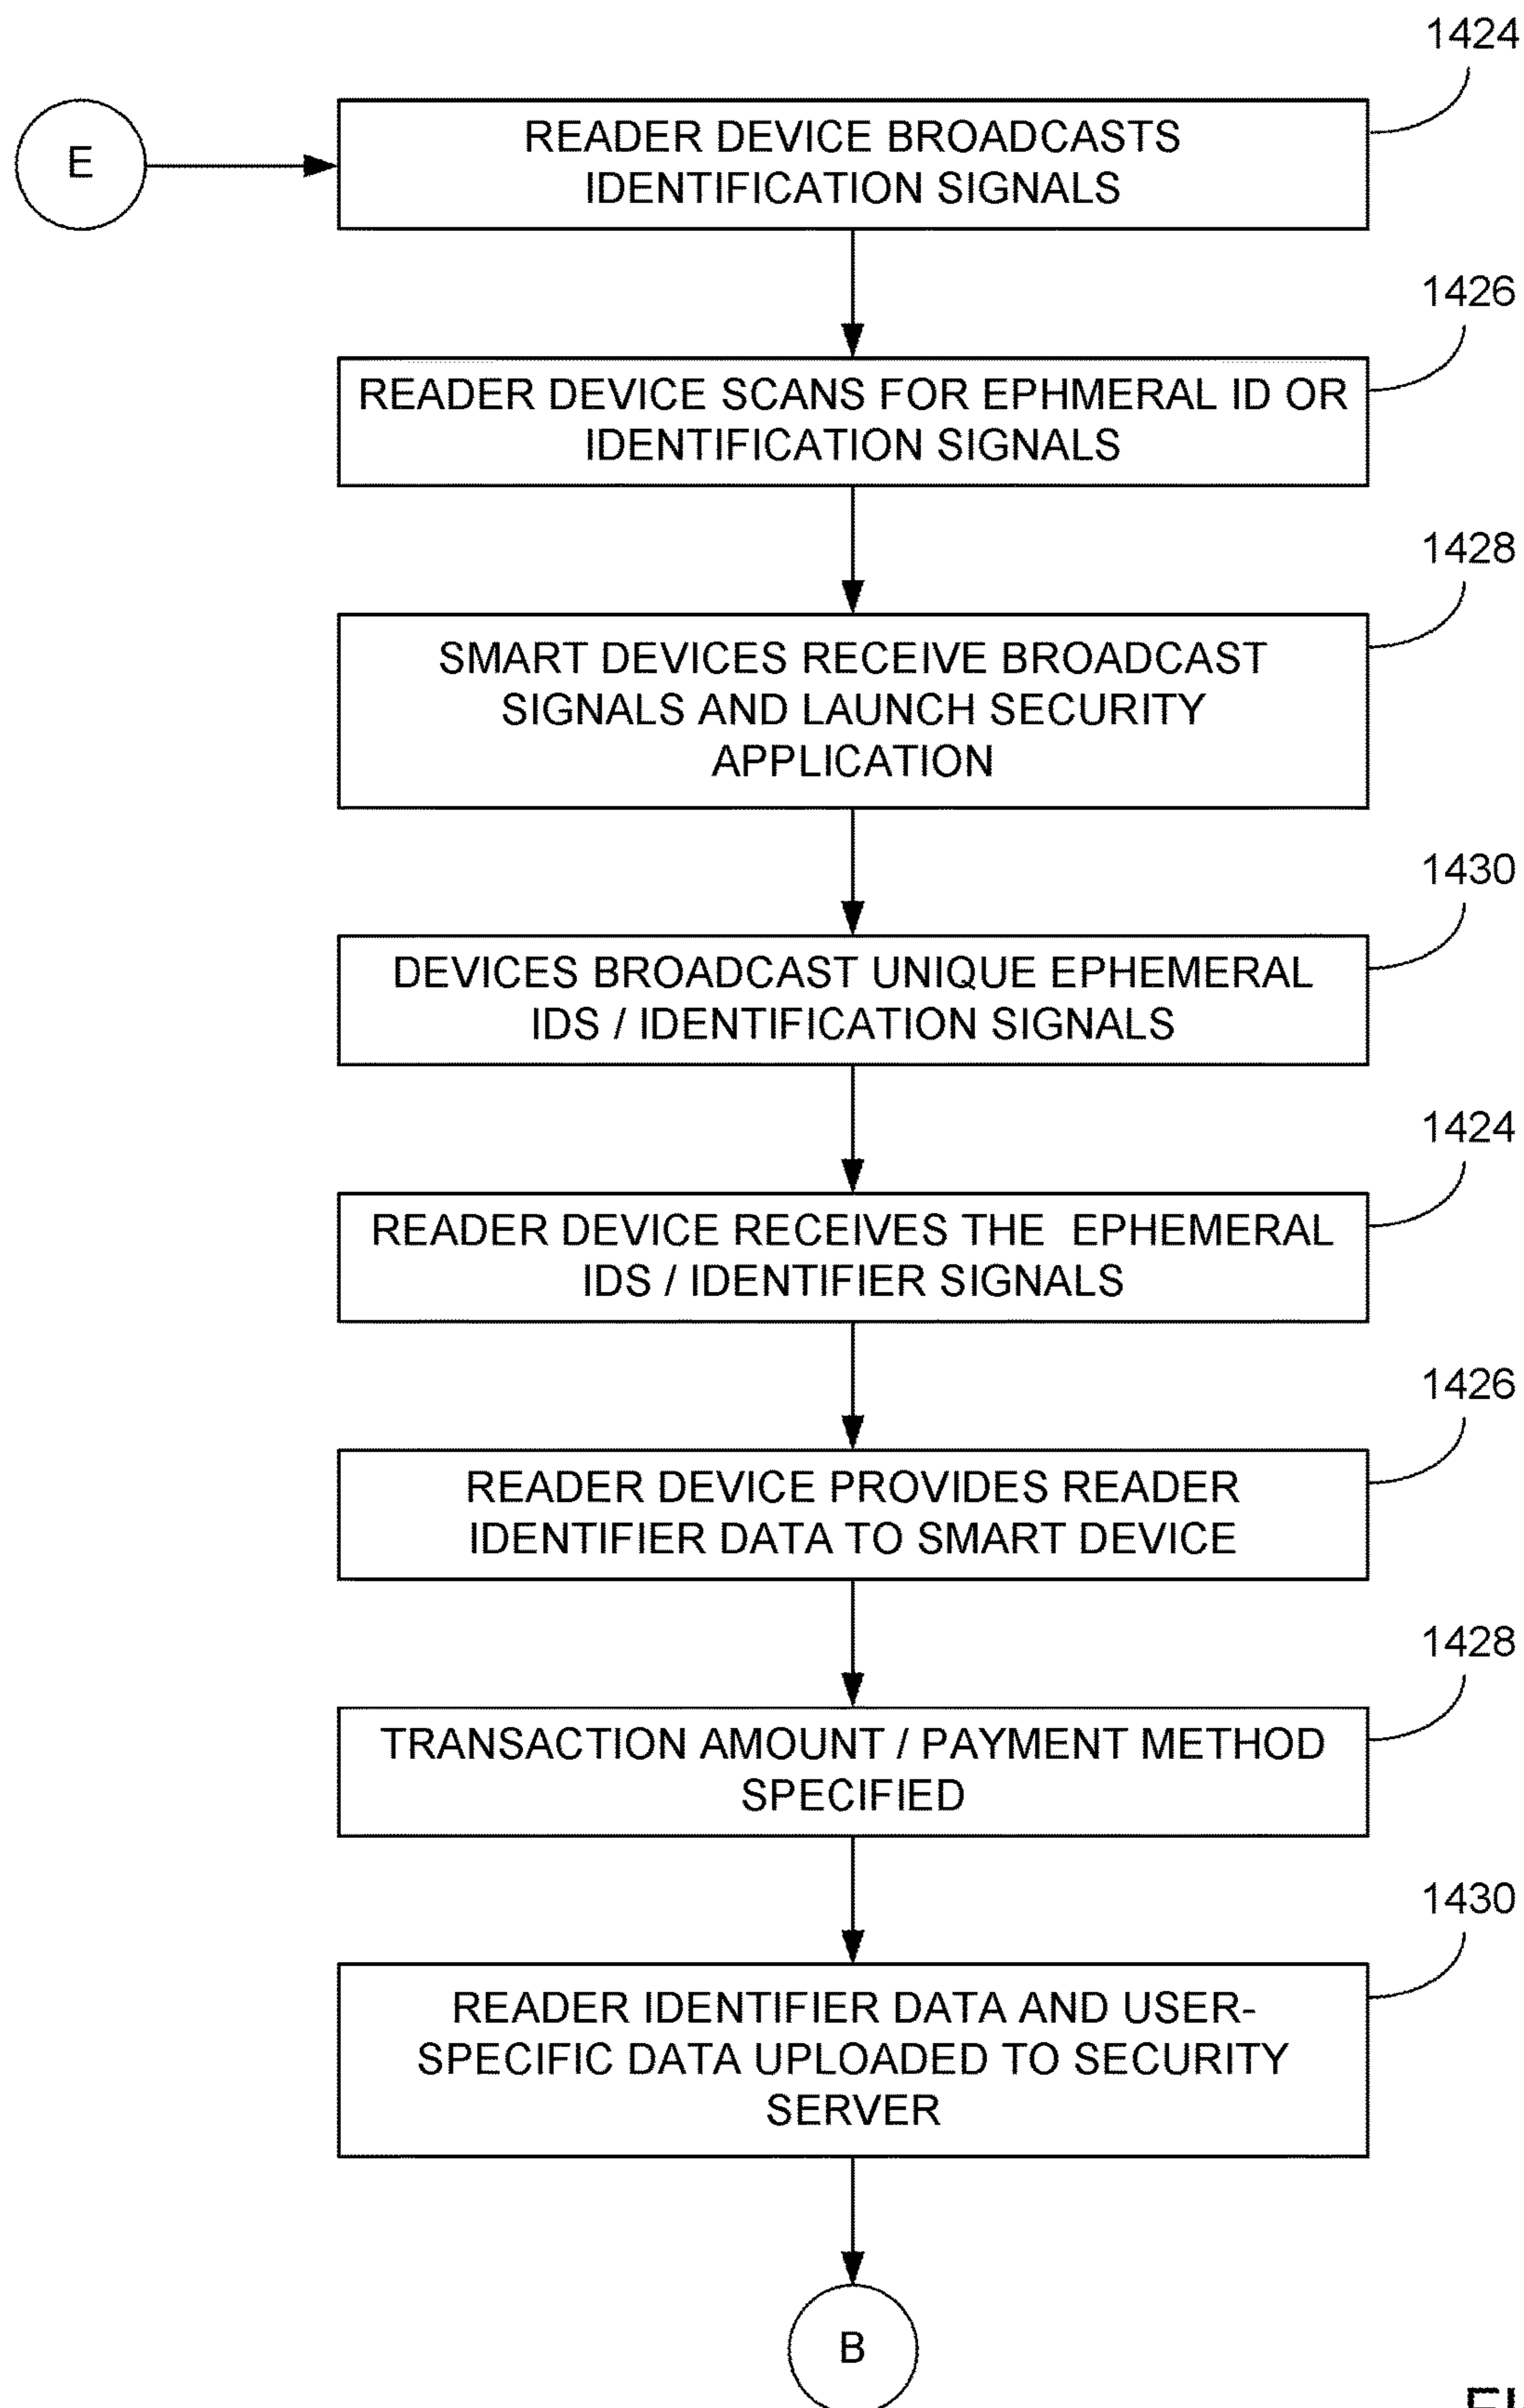 1424
E
READER DEVICE BROADCASTS
IDENTIFICATION SIGNALS
1426
READER DEVICE SCANS FOR EPHMERAL ID OR
IDENTIFICATION SIGNALS
1428
SMART DEVICES RECEIVE BROADCAST
SIGNALS AND LAUNCH SECURITY
APPLICATION
1430
DEVICES BROADCAST UNIQUE EPHEMERAL
IDS / IDENTIFICATION SIGNALS
1424
READER DEVICE RECEIVES THE EPHEMERAL
IDS / IDENTIFIER SIGNALS
1426
READER DEVICE PROVIDES READER
IDENTIFIER DATA TO SMART DEVICE
1428
TRANSACTION AMOUNT / PAYMENT METHOD
SPECIFIED
1430
READER IDENTIFIER DATA AND USER-
SPECIFIC DATA UPLOADED TO SECURITY
SERVER
B